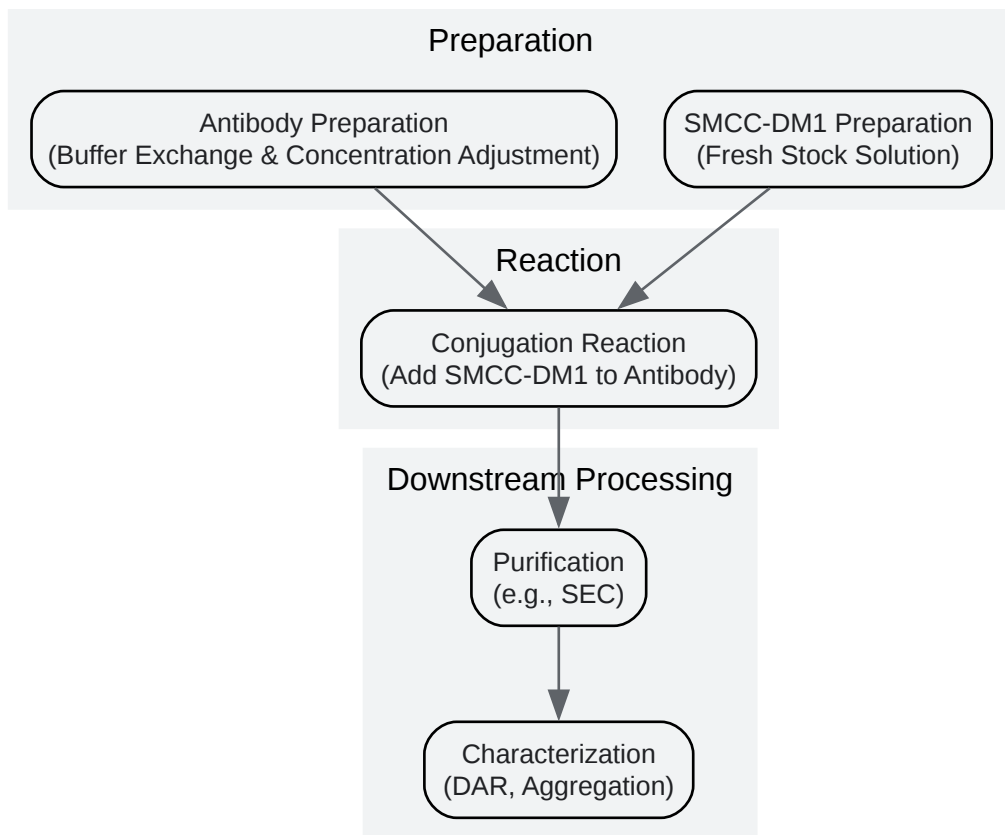 Preparation
Antibody Preparation
(Buffer Exchange & Concentration Adjustment)
SMCC-DM1 Preparation
(Fresh Stock Solution)
Reaction
Conjugation Reaction
(Add SMCC-DM1 to Antibody)
Downstream Processing
Purification
(e.g., SEC)
Characterization
(DAR, Aggregation)